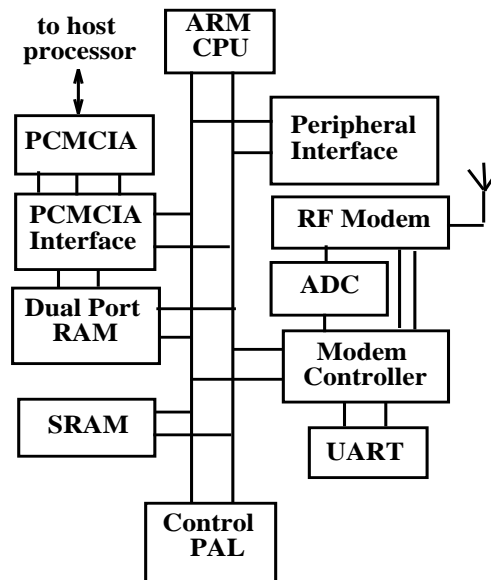 to host
processor
ARM
CPU
PCMCIA
Peripheral
Interface
PCMCIA
Interface
RF Modem
ADC
Dual Port
RAM
Modem
Controller
SRAM
UART
Control
PAL